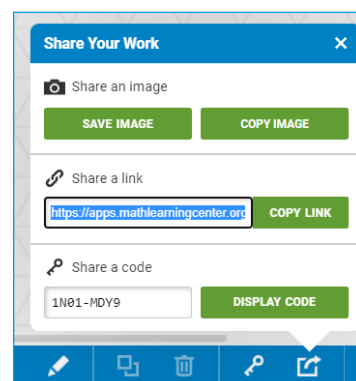 Share Your Work
Share an image
SAVE IMAGE COPY IMAGE
Share a link
https://apps.mathlearningcenter.org COPY LINK
Share a code
1N01-MDY9 DISPLAY CODE